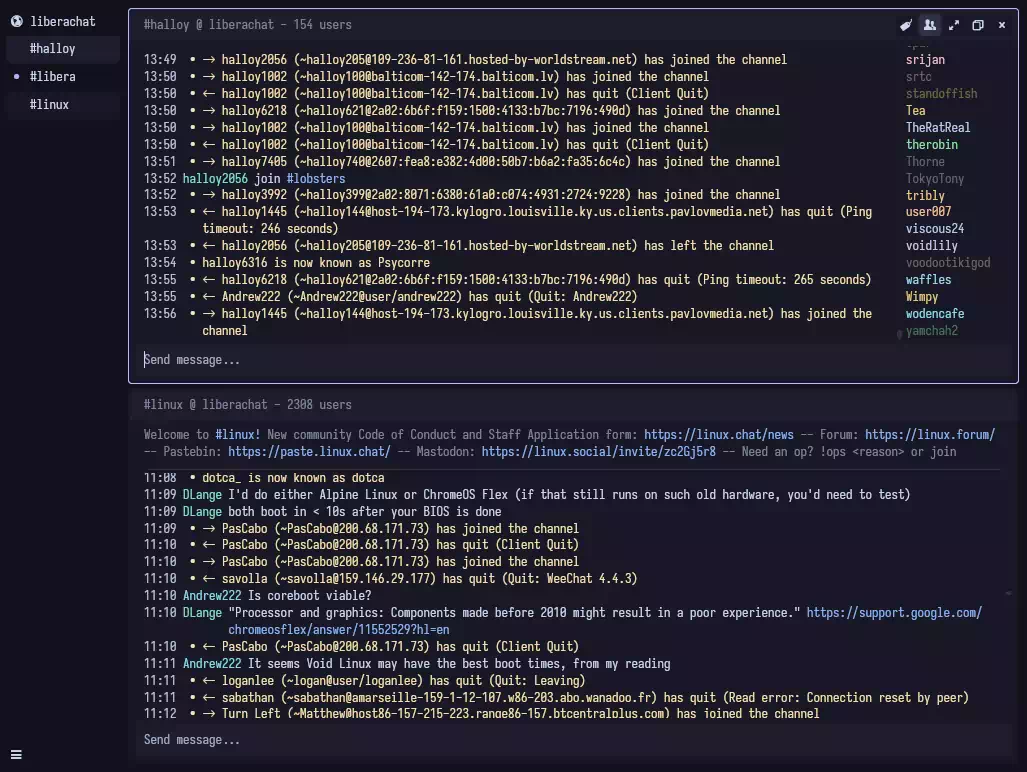 liberachat
#halloy
#libera
#linux
#halloy @ liberachat - 154 users
13:49 • → halloy2056 (~halloy205@109-236-81-161.hosted-by-worldstream.net) has joined the channel
13:50 • → halloy1002 (~halloy100@balticom-142-174.balticom.lv) has joined the channel
13:50 • ← halloy1002 (~halloy100@balticom-142-174.balticom.lv) has quit (Client Quit)
13:50 • → halloy6218 (~halloy621@2a02:6b6f:f159:1500:4133:b7bc:7196:490d) has joined the channel
13:50 • → halloy1002 (~halloy100@balticom-142-174.balticom.lv) has joined the channel
13:50 • ← halloy1002 (~halloy100@balticom-142-174.balticom.lv) has quit (Client Quit)
13:51 • → halloy7405 (~halloy740@2607:fea8:e382:4d00:50b7:b6a2:fa35:6c4c) has joined the channel
13:52 halloy2056 join #lobsters
13:52 • → halloy3992 (~halloy399@2a02:8071:6380:61a0:c074:4931:2724:9228) has joined the channel
13:53 • ← halloy1445 (~halloy144@host-194-173.kylogro.louisville.ky.us.clients.pavlovmedia.net) has quit (Ping
timeout: 246 seconds)
13:53 • ← halloy2056 (~halloy205@109-236-81-161.hosted-by-worldstream.net) has left the channel
13:54 • halloy6316 is now known as Psycorre
13:55 • ← halloy6218 (~halloy621@2a02:6b6f:f159:1500:4133:b7bc:7196:490d) has quit (Ping timeout: 265 seconds)
13:55 • ← Andrew222 (~Andrew222@user/andrew222) has quit (Quit: Andrew222)
13:56 • → halloy1445 (~halloy144@host-194-173.kylogro.louisville.ky.us.clients.pavlovmedia.net) has joined the
channel
srijan
srtc
standoffish
Tea
TheRatReal
therobin
Thorne
TokyoTony
tribly
user007
viscous24
voidlily
voodootikigod
waffles
Wimpy
wodencafe
yamchah2
Send message...
#linux @ liberachat - 2308 users
Welcome to #linux! New community Code of Conduct and Staff Application form: https://linux.chat/news -- Forum: https://linux.forum/
-- Pastebin: https://paste.linux.chat/ -- Mastodon: https://linux.social/invite/zc2Gj5r8 -- Need an op? !ops <reason> or join
11:08 • dotca_ is now known as dotca
11:09 DLange I'd do either Alpine Linux or ChromeOS Flex (if that still runs on such old hardware, you'd need to test)
11:09 DLange both boot in < 10s after your BIOS is done
11:09 • → PasCabo (~PasCabo@200.68.171.73) has joined the channel
11:10 • ← PasCabo (~PasCabo@200.68.171.73) has quit (Client Quit)
11:10 • → PasCabo (~PasCabo@200.68.171.73) has joined the channel
11:10 • ← savolla (~savolla@159.146.29.177) has quit (Quit: WeeChat 4.4.3)
11:10 Andrew222 Is coreboot viable?
11:10 DLange "Processor and graphics: Components made before 2010 might result in a poor experience." https://support.google.com/
chromeosflex/answer/11552529?hl=en
11:10 • ← PasCabo (~PasCabo@200.68.171.73) has quit (Client Quit)
11:11 Andrew222 It seems Void Linux may have the best boot times, from my reading
11:11 • ← loganlee (~logan@user/loganlee) has quit (Quit: Leaving)
11:11 • ← sabathan (~sabathan@amarseille-159-1-12-107.w86-203.abo.wanadoo.fr) has quit (Read error: Connection reset by peer)
11:12 • → Turn_Left (~Matthew@host86-157-215-223.range86-157.btcentralplus.com) has joined the channel
Send message...